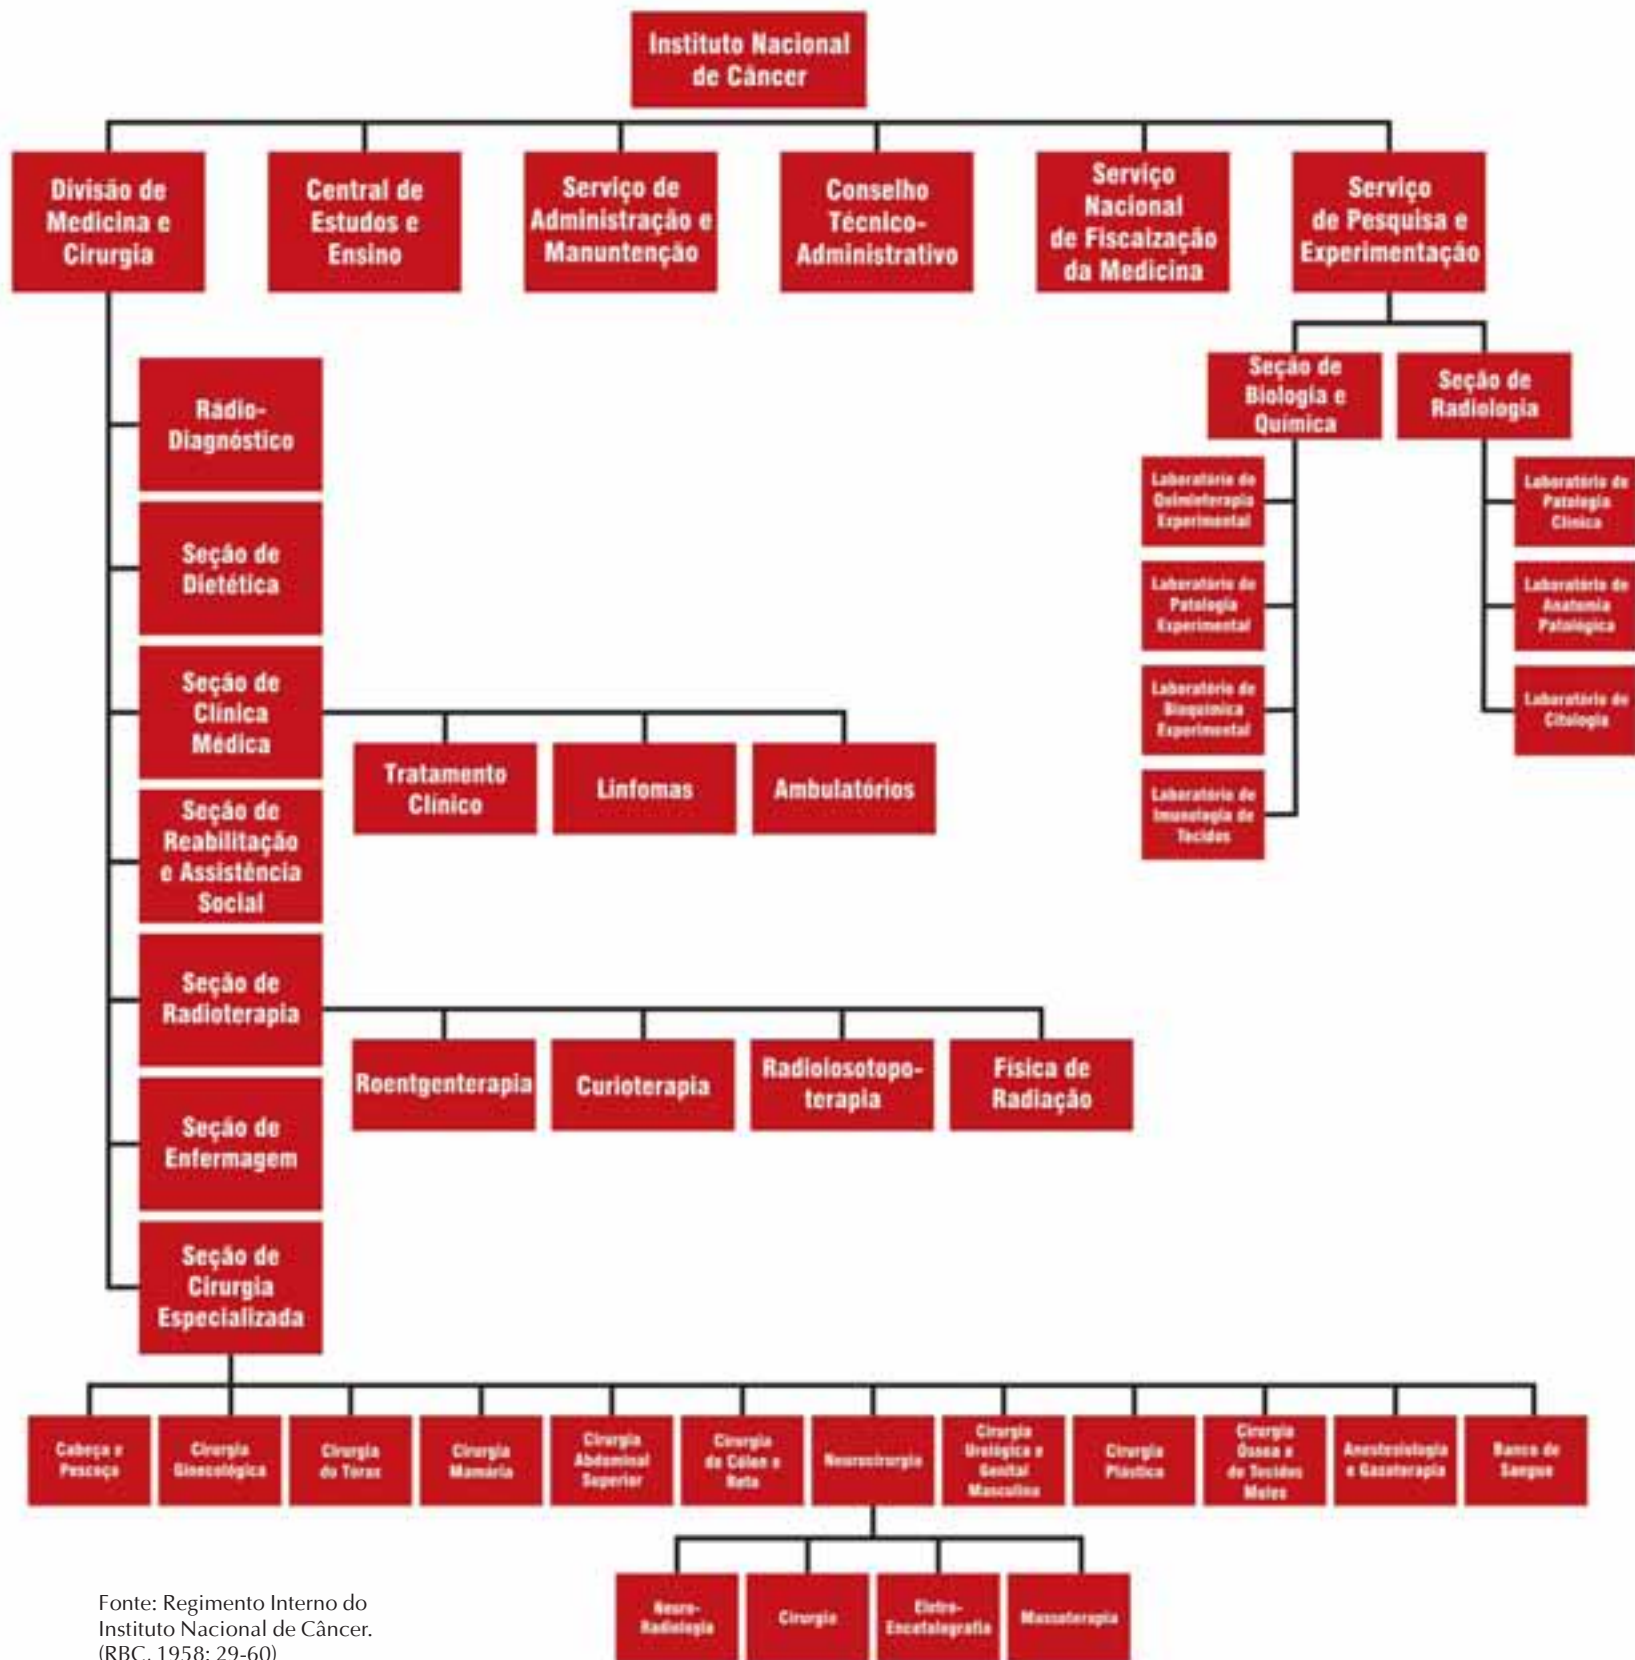 Instituto Nacional
de Câncer
Divisão de
Medicina e
Cirurgia
Central de
Estudos e
Ensino
Serviço de
Administração e
Manuntenção
Conselho
Técnico-
Administrativo
Serviço
Nacional
de Fiscalzação
da Medicina
Serviço
de Pesquisa e
Experimentação
Seção de
Biologia e
Química
Seção de
Radiologia
Rádio-
Diagnóstico
Seção de
Dietética
Seção de
Clínica
Médica
Seção de
Reabilitação
e Assistência
Social
Seção de
Radioterapia
Seção de
Enfermagem
Seção de
Cirurgia
Especializada
Laboratório de
Quimioterapia
Experimental
Laboratório de
Patologia
Experimental
Laboratório de
Bioquímica
Experimental
Laboratório de
Imunologia de
Tecidos
Laboratório de
Patologia
Clínica
Laboratório de
Anatomia
Patológica
Laboratório de
Citologia
Tratamento
Clínico
Linfomas
Ambulatórios
Roentgenterapia
Curioterapia
Radiolosotopo-
terapia
Física de
Radiação
Cabeça e
Pescoço
Cirurgia
Ginecológica
Cirurgia
do Tórax
Cirurgia
Mamária
Cirurgia
Abdominal
Superior
Cirurgia
de Cólon e
Reto
Neurocirurgia
Cirurgia
Urológica e
Genital
Masculino
Cirurgia
Plástica
Cirurgia
Óssea e
de Tecidos
Moles
Anestesiologia
e Gasoterapia
Banco de
Sangue
Neuro-
Radiologia
Cirurgia
Eletro-
Encefalografia
Massoterapia
Fonte: Regimento Interno do
Instituto Nacional de Câncer.
(RBC, 1958: 29-60)